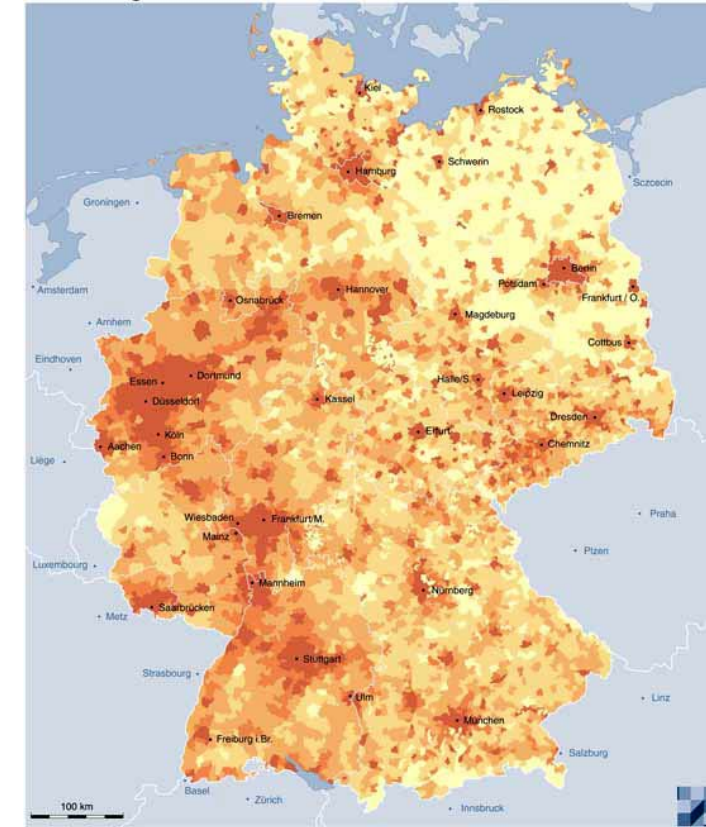 Kiel
Rostock
Schwerin
Hamburg
Sczcecin
Groningen
Bremen
Berlin
Potsdam
Amsterdam
Hannover
Osnabrück
Frankfurt / O.
Magdeburg
Arnhem
Cottbus
Eindhoven
Dortmund
Essen
Halle/S.
Leipzig
Kassel
Düsseldorf
Dresden
Erfurt
Köln
Chemnitz
Aachen
Bonn
Liège
Praha
Wiesbaden
Frankfurt/M.
Mainz
Plzen
Luxembourg
Mannheim
Nürnberg
Saarbrücken
Metz
Stuttgart
Strasbourg
Ulm
Linz
München
Freiburg i.Br.
Salzburg
Basel
Zürich
100 km
Innsbruck